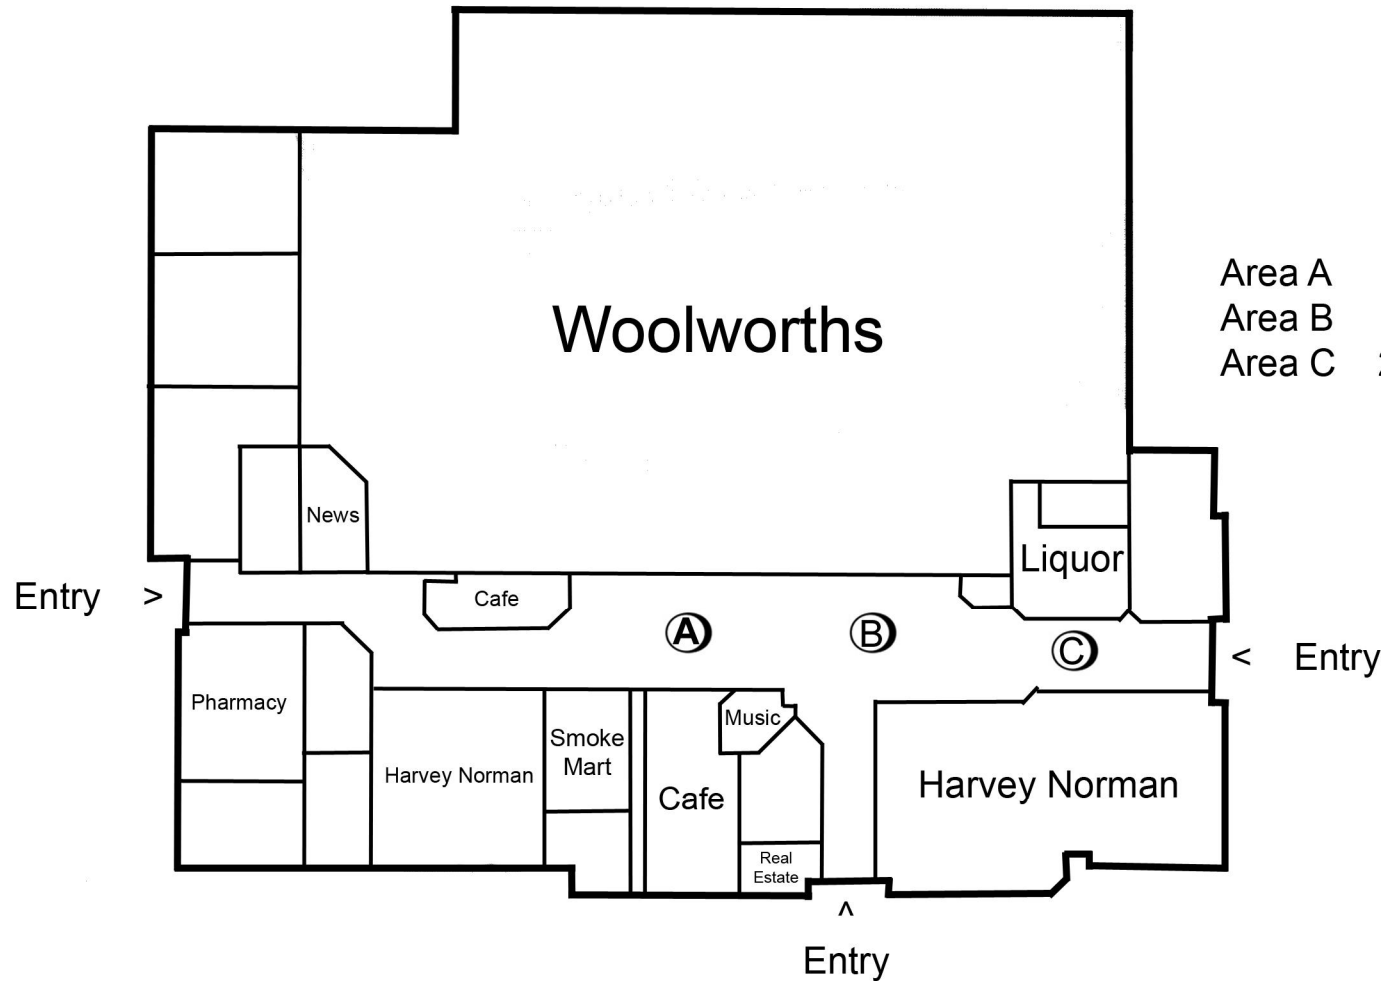 Woolworths
Area A
Area B
Area C
News
Liquor
Entry >
Cafe
A
B
C
< Entry
Pharmacy
Music
Smoke
Mart
Harvey Norman
Cafe
Harvey Norman
Real
Estate
^
Entry